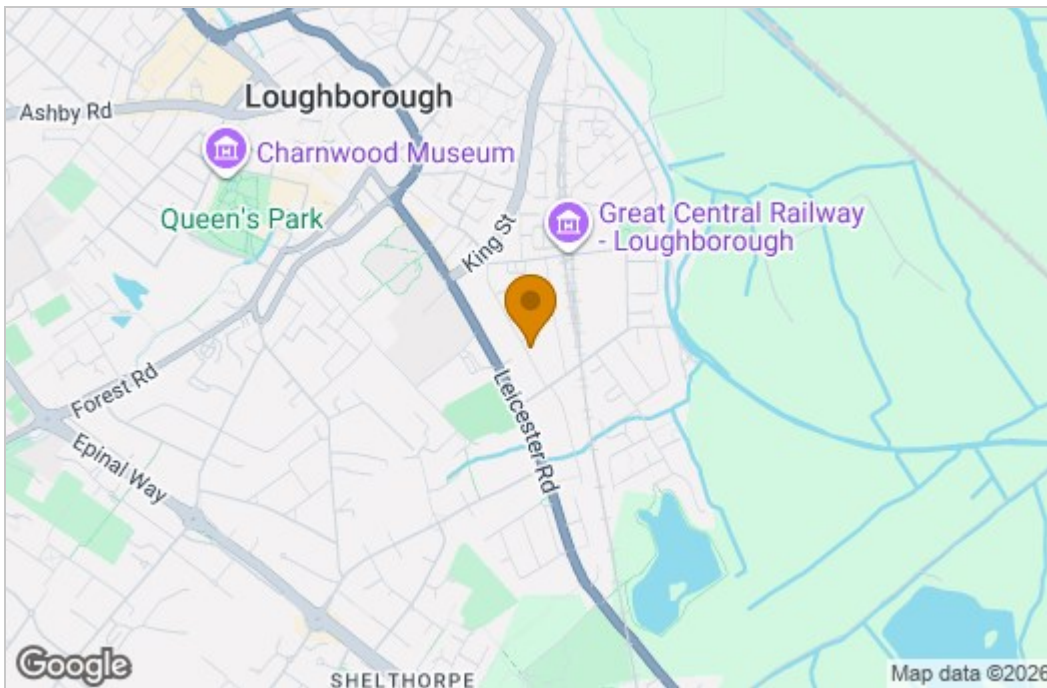 Loughborough
Ashby Rd
Charnwood Museum
Queen's Park
King St
Great Central Railway
- Loughborough
Forest Rd
Leicester Rd
Epinal Way
SHELTHORPE
Google
Map data ©2026